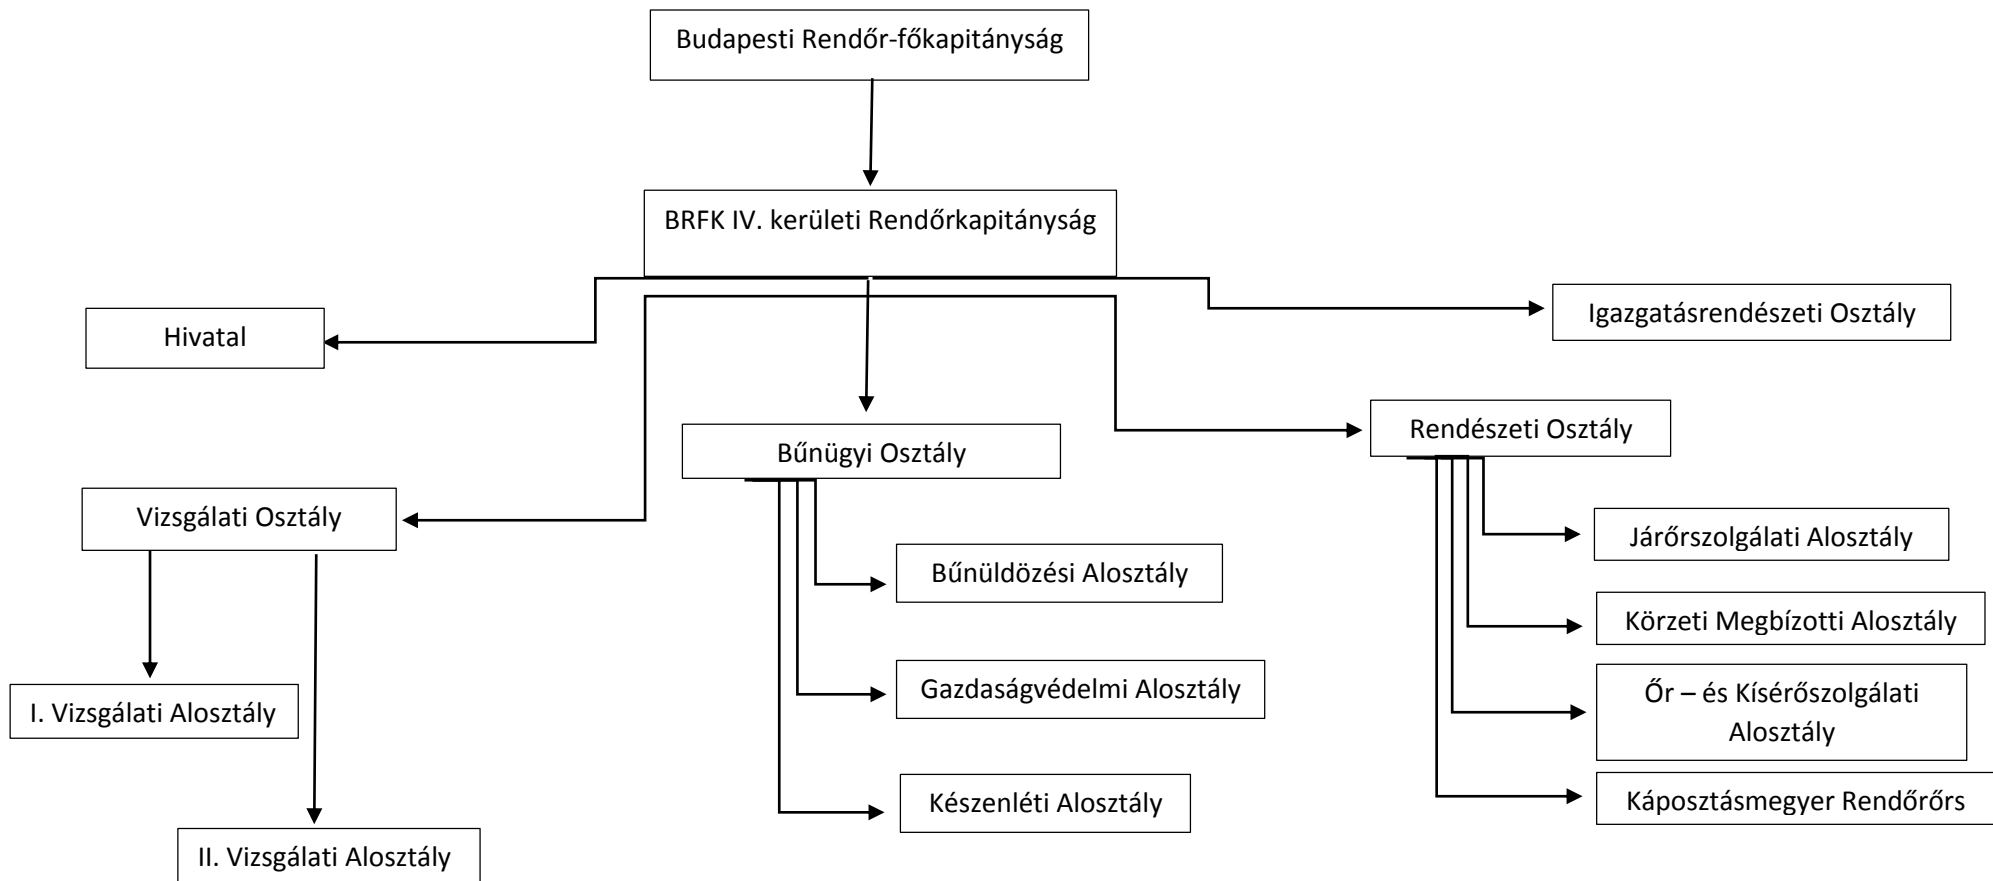 Budapesti Rendőr-főkapitányság
BRFK IV. kerületi Rendőrkapitányság
Hivatal
Igazgatásrendészeti Osztály
Bűnügyi Osztály
Rendészeti Osztály
Vizsgálati Osztály
Járőrszolgálati Alosztály
Bűnüldözési Alosztály
Körzeti Megbízotti Alosztály
Gazdaságvédelmi Alosztály
Őr – és Kísérőszolgálati
Alosztály
I. Vizsgálati Alosztály
Készenléti Alosztály
Káposztásmegyer Rendőrőrs
II. Vizsgálati Alosztály